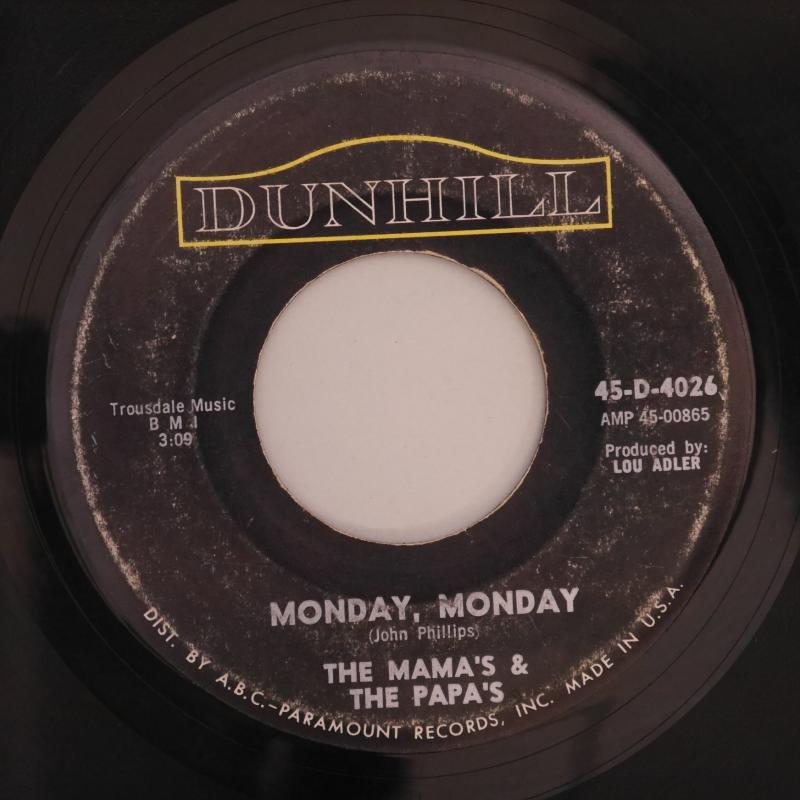 DUNHILL
Trousdale Music
B M I
3:09
45-D-4026
AMP 45-00865
Produced by:
LOU ADLER
MONDAY, MONDAY
(John Phillips)
THE MAMA'S &
THE PAPA'S
DIST. BY A.B.C.-PARAMOUNT RECORDS, INC. MADE IN U.S.A.